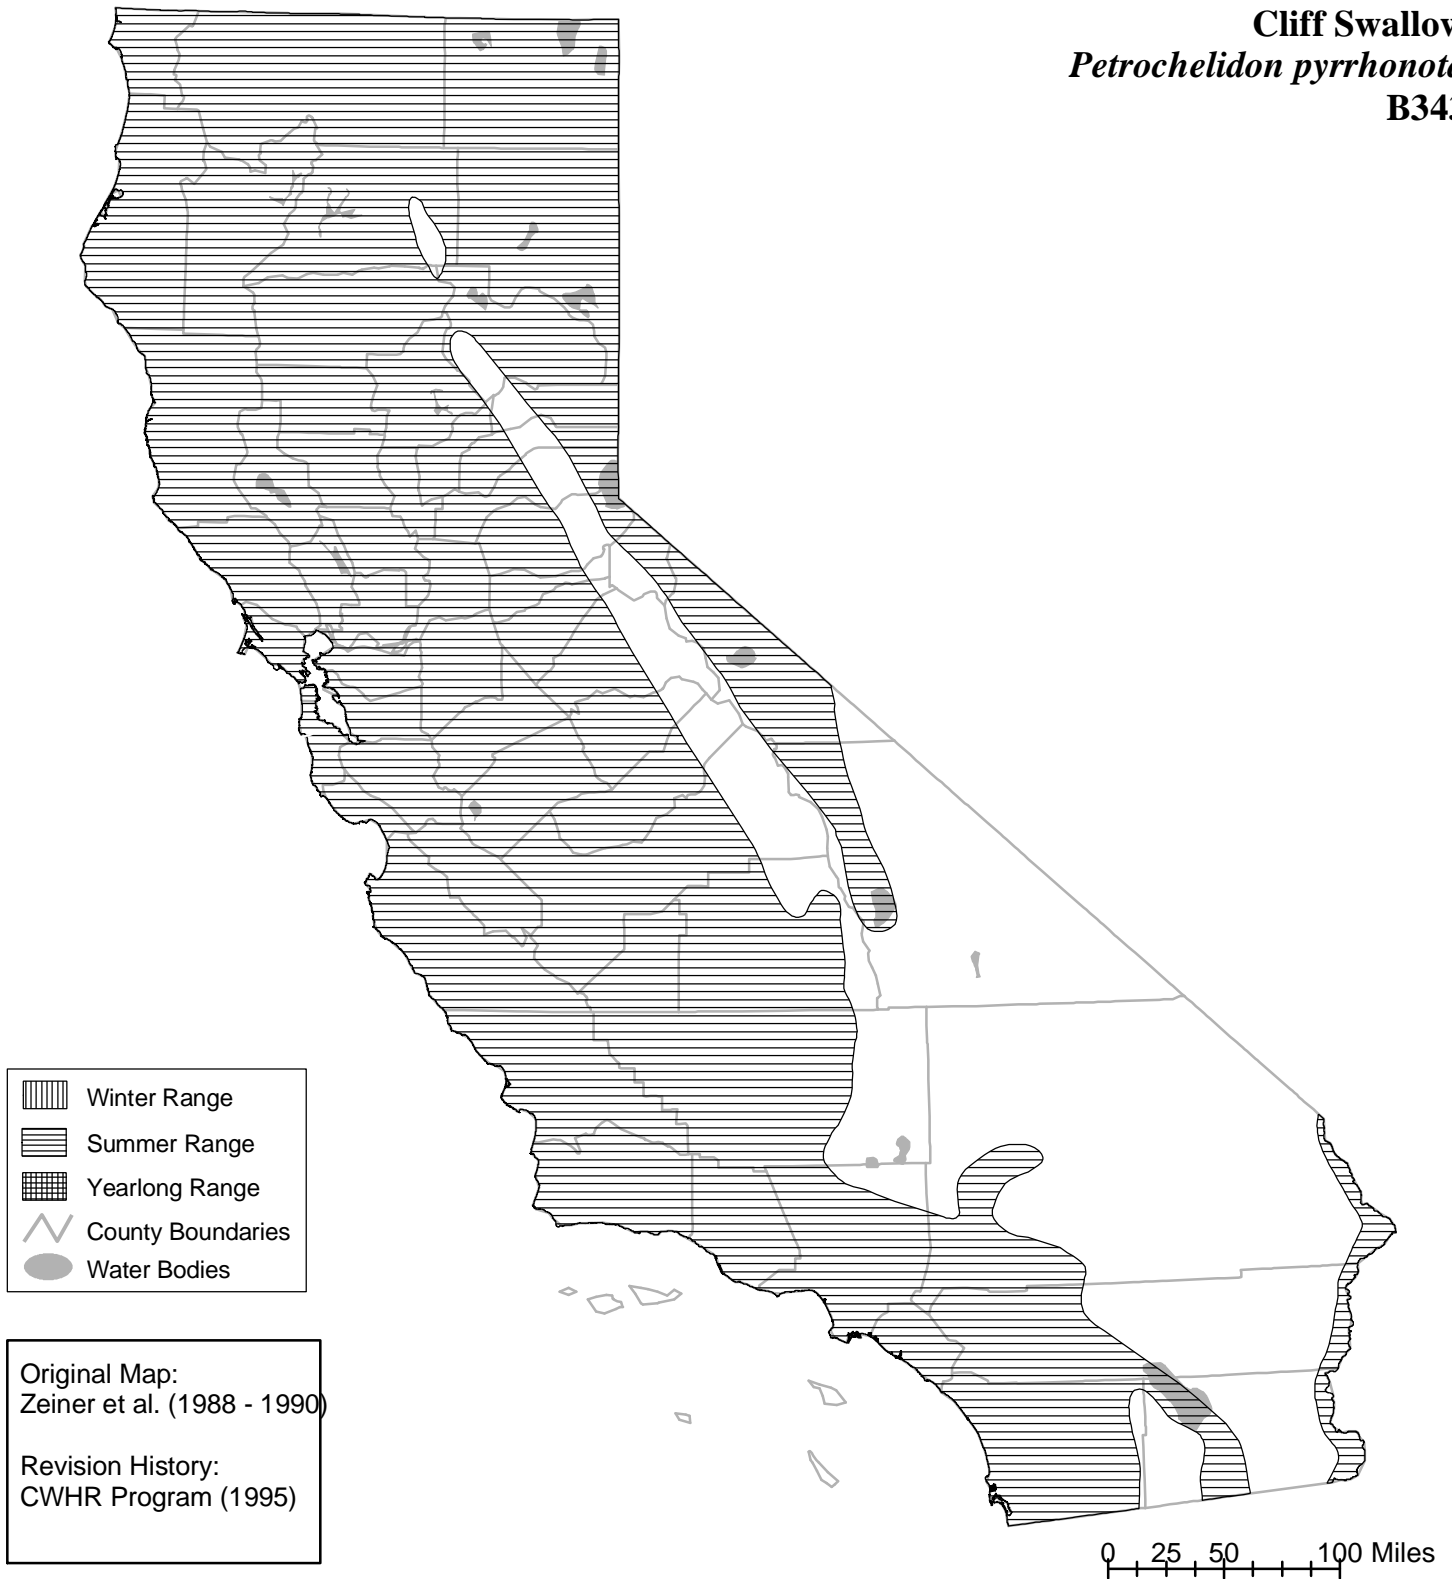 Cliff Swallow
Petrochelidon pyrrhonota
B343
Winter Range
Summer Range
Yearlong Range
County Boundaries
Water Bodies
Original Map:
Zeiner et al. (1988 - 1990)
Revision History:
CWHR Program (1995)
0 25 50 100 Miles